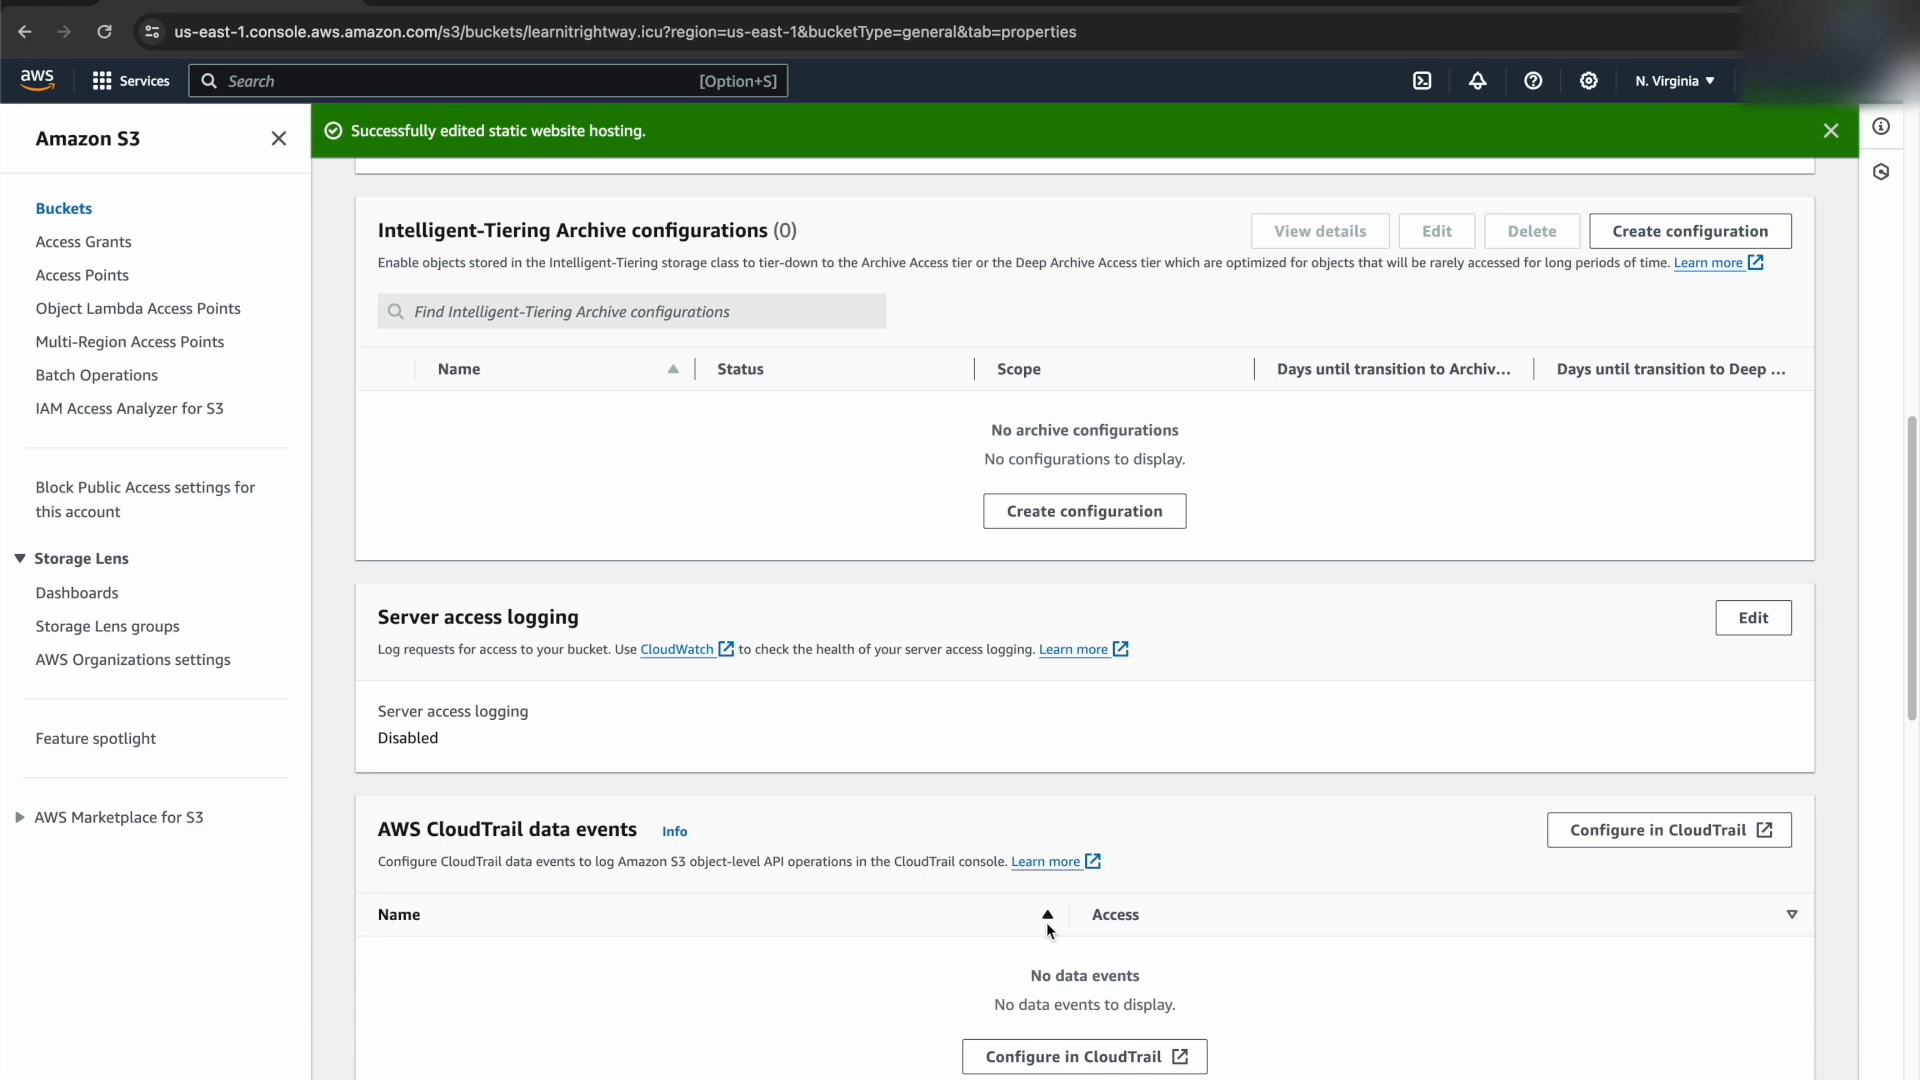 us-east-1.console.aws.amazon.com/s3/buckets/learnitrightway.icu?region=us-east-1&bucketType=general&tab=properties
aws
Services
Search
[Option+S]
N. Virginia
Amazon S3
Successfully edited static website hosting.
Buckets
Access Grants
Access Points
Object Lambda Access Points
Multi-Region Access Points
Batch Operations
IAM Access Analyzer for S3
Block Public Access settings for
this account
Storage Lens
Dashboards
Storage Lens groups
AWS Organizations settings
Feature spotlight
AWS Marketplace for S3
Intelligent-Tiering Archive configurations (0)
View details
Edit
Delete
Create configuration
Enable objects stored in the Intelligent-Tiering storage class to tier-down to the Archive Access tier or the Deep Archive Access tier which are optimized for objects that will be rarely accessed for long periods of time. Learn more
Find Intelligent-Tiering Archive configurations
Name
Status
Scope
Days until transition to Archiv...
Days until transition to Deep ...
No archive configurations
No configurations to display.
Create configuration
Server access logging
Edit
Log requests for access to your bucket. Use CloudWatch to check the health of your server access logging. Learn more
Server access logging
Disabled
AWS CloudTrail data events
Info
Configure in CloudTrail
Configure CloudTrail data events to log Amazon S3 object-level API operations in the CloudTrail console. Learn more
Name
Access
No data events
No data events to display.
Configure in CloudTrail